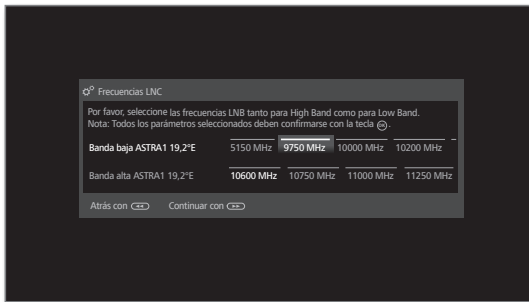 Frecuencias LNC
Por favor, seleccione las frecuencias LNB tanto para High Band como para Low Band.
Nota: Todos los parámetros seleccionados deben confirmarse con la tecla OK.
Banda baja ASTRA1 19,2°E 5150 MHz 9750 MHz 10000 MHz 10200 MHz
Banda alta ASTRA1 19,2°E 10600 MHz 10750 MHz 11000 MHz 11250 MHz
Atrás con Continuar con